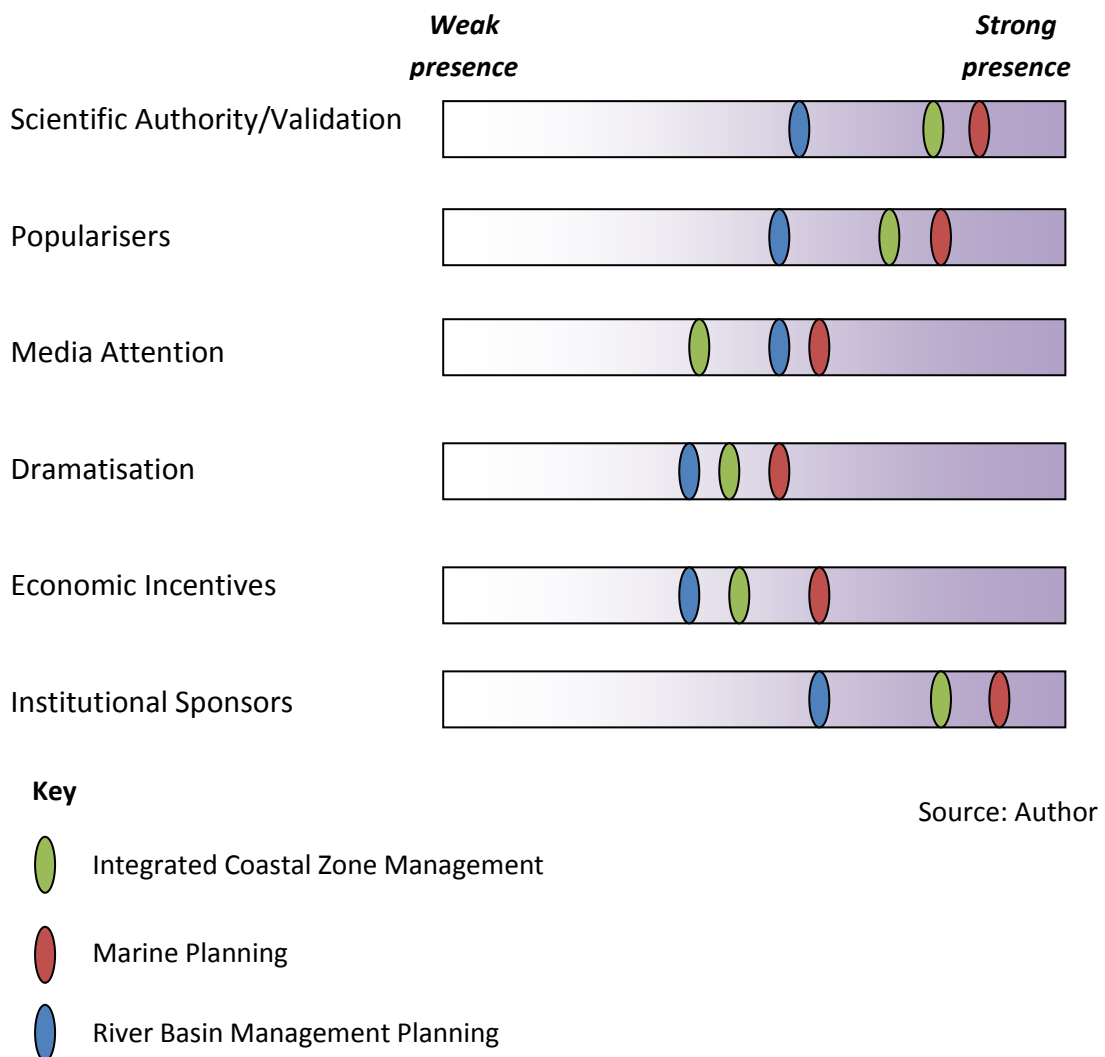 Weak
presence
Strong
presence
Scientific Authority/Validation
Popularisers
Media Attention
Dramatisation
Economic Incentives
Institutional Sponsors
Key
Source: Author
Integrated Coastal Zone Management
Marine Planning
River Basin Management Planning